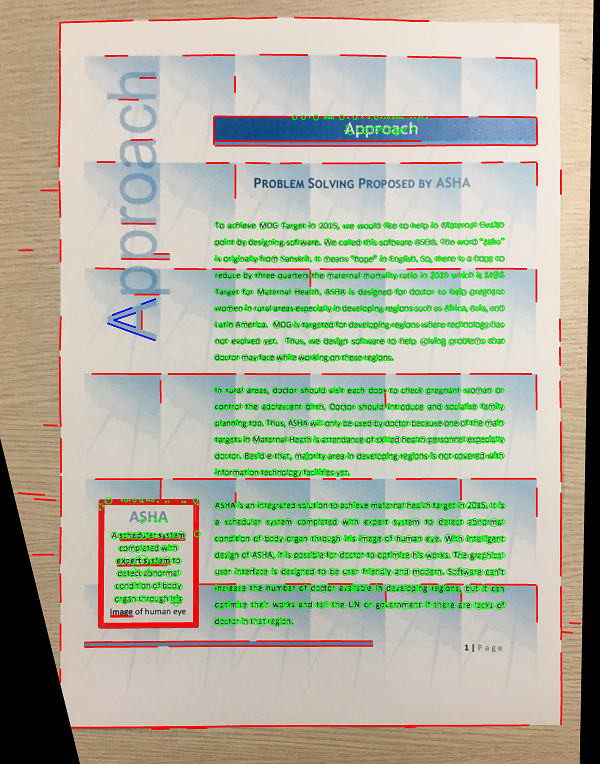 Approach
Approach
PROBLEM SOLVING PROPOSED BY ASHA
To achieve MDG Target in 2015, we would like to help in Maternal Health
point by designing software. We called this software ASHA. The word "asha"
is originally from Sanskrit. It means "hope" in English. So, there is a hope to
reduce by three quarters the maternal mortality ratio in 2015 which is MDG
Target for Maternal Health. ASHA is designed for doctor to help pregnant
women in rural areas especially in developing regions such as Africa, Asia, and
Latin America. MDG is targeted for developing regions where technology has
not evolved yet. Thus, we design software to help solving problems that
doctor may face while working on these regions.
In rural areas, doctor should visit each door to check pregnant woman or
control the adolescent birth. Doctor should introduce and socialize family
planning too. Thus, ASHA will only be used by doctor because one of the main
targets in Maternal Heath is attendance of skilled health personnel especially
doctor. Beside that, majority area in developing regions is not covered with
information technology facilities yet.
ASHA is an integrated solution to achieve maternal health target in 2015. It is
a scheduler system completed with expert system to detect abnormal
condition of body organ through iris image of human eye. With intelligent
design of ASHA, it is possible for doctor to optimize his works. The graphical
user interface is designed to be user friendly and modern. Software can't
increase the number of doctor available in developing regions, but it can
optimize their works and tell the UN or government if there are lacks of
doctor in that region.
ASHA
A scheduler system
completed with
expert system to
detect abnormal
condition of body
organ through iris
image of human eye
1 | Page